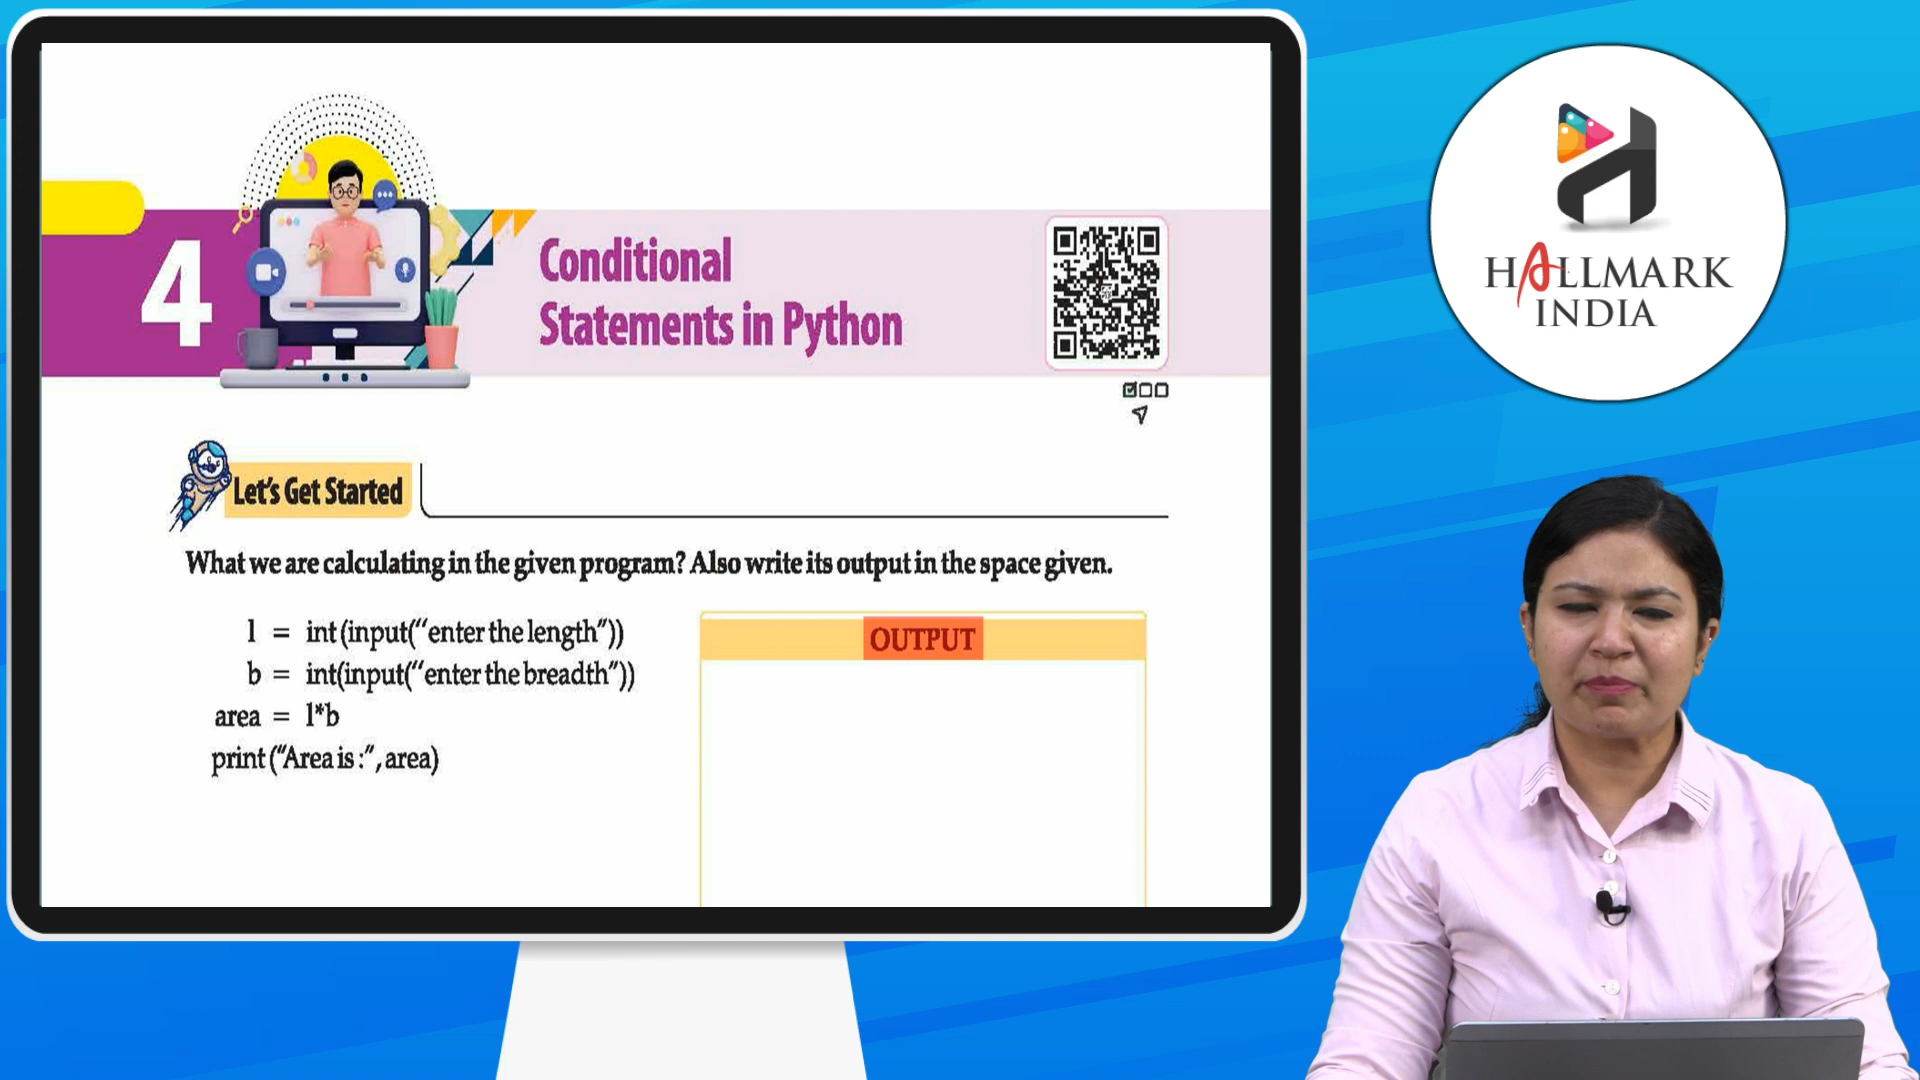 4
Conditional
Statements in Python
Let's Get Started
What we are calculating in the given program? Also write its output in the space given.
l = int (input(“enter the length”))
b = int(input(“enter the breadth”))
area = l*b
print (“Area is :”, area)
OUTPUT
HALLMARK
INDIA